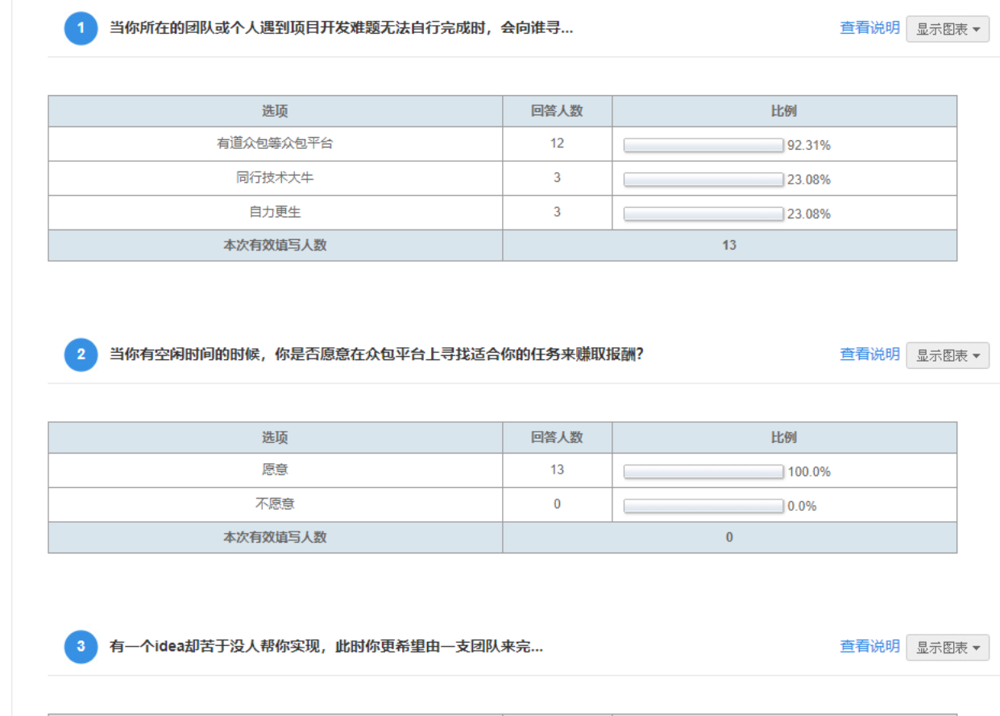 1 当你所在的团队或个人遇到项目开发难题无法自行完成时，会向谁寻... 查看说明 显示图表
选项 回答人数 比例
有道众包等众包平台 12 92.31%
同行技术大牛 3 23.08%
自力更生 3 23.08%
本次有效填写人数 13
2 当你有空闲时间的时候，你是否愿意在众包平台上寻找适合你的任务来赚取报酬? 查看说明 显示图表
选项 回答人数 比例
愿意 13 100.0%
不愿意 0 0.0%
本次有效填写人数 0
3 有一个idea却苦于没人帮你实现，此时你更希望由一支团队来完... 查看说明 显示图表